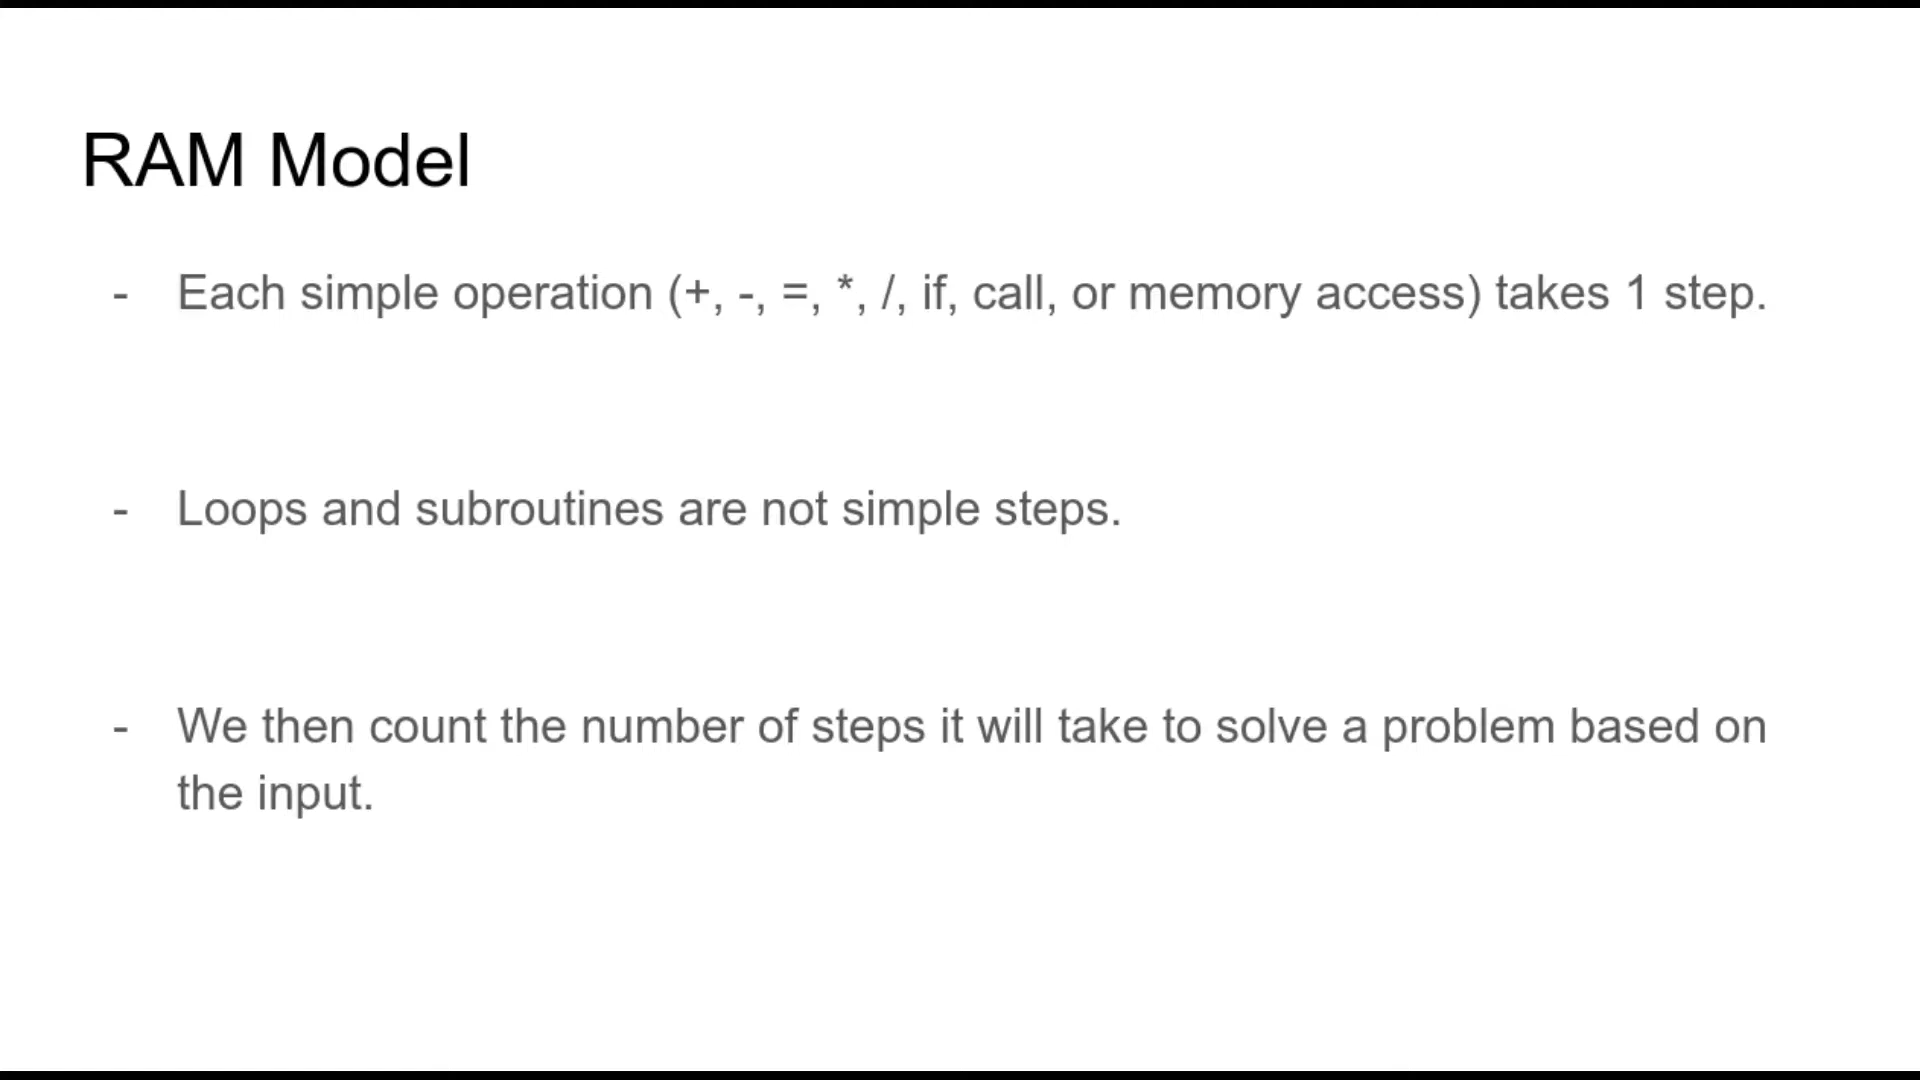 RAM Model
- Each simple operation (+, -, =, *, /, if, call, or memory access) takes 1 step.
- Loops and subroutines are not simple steps.
- We then count the number of steps it will take to solve a problem based on
the input.